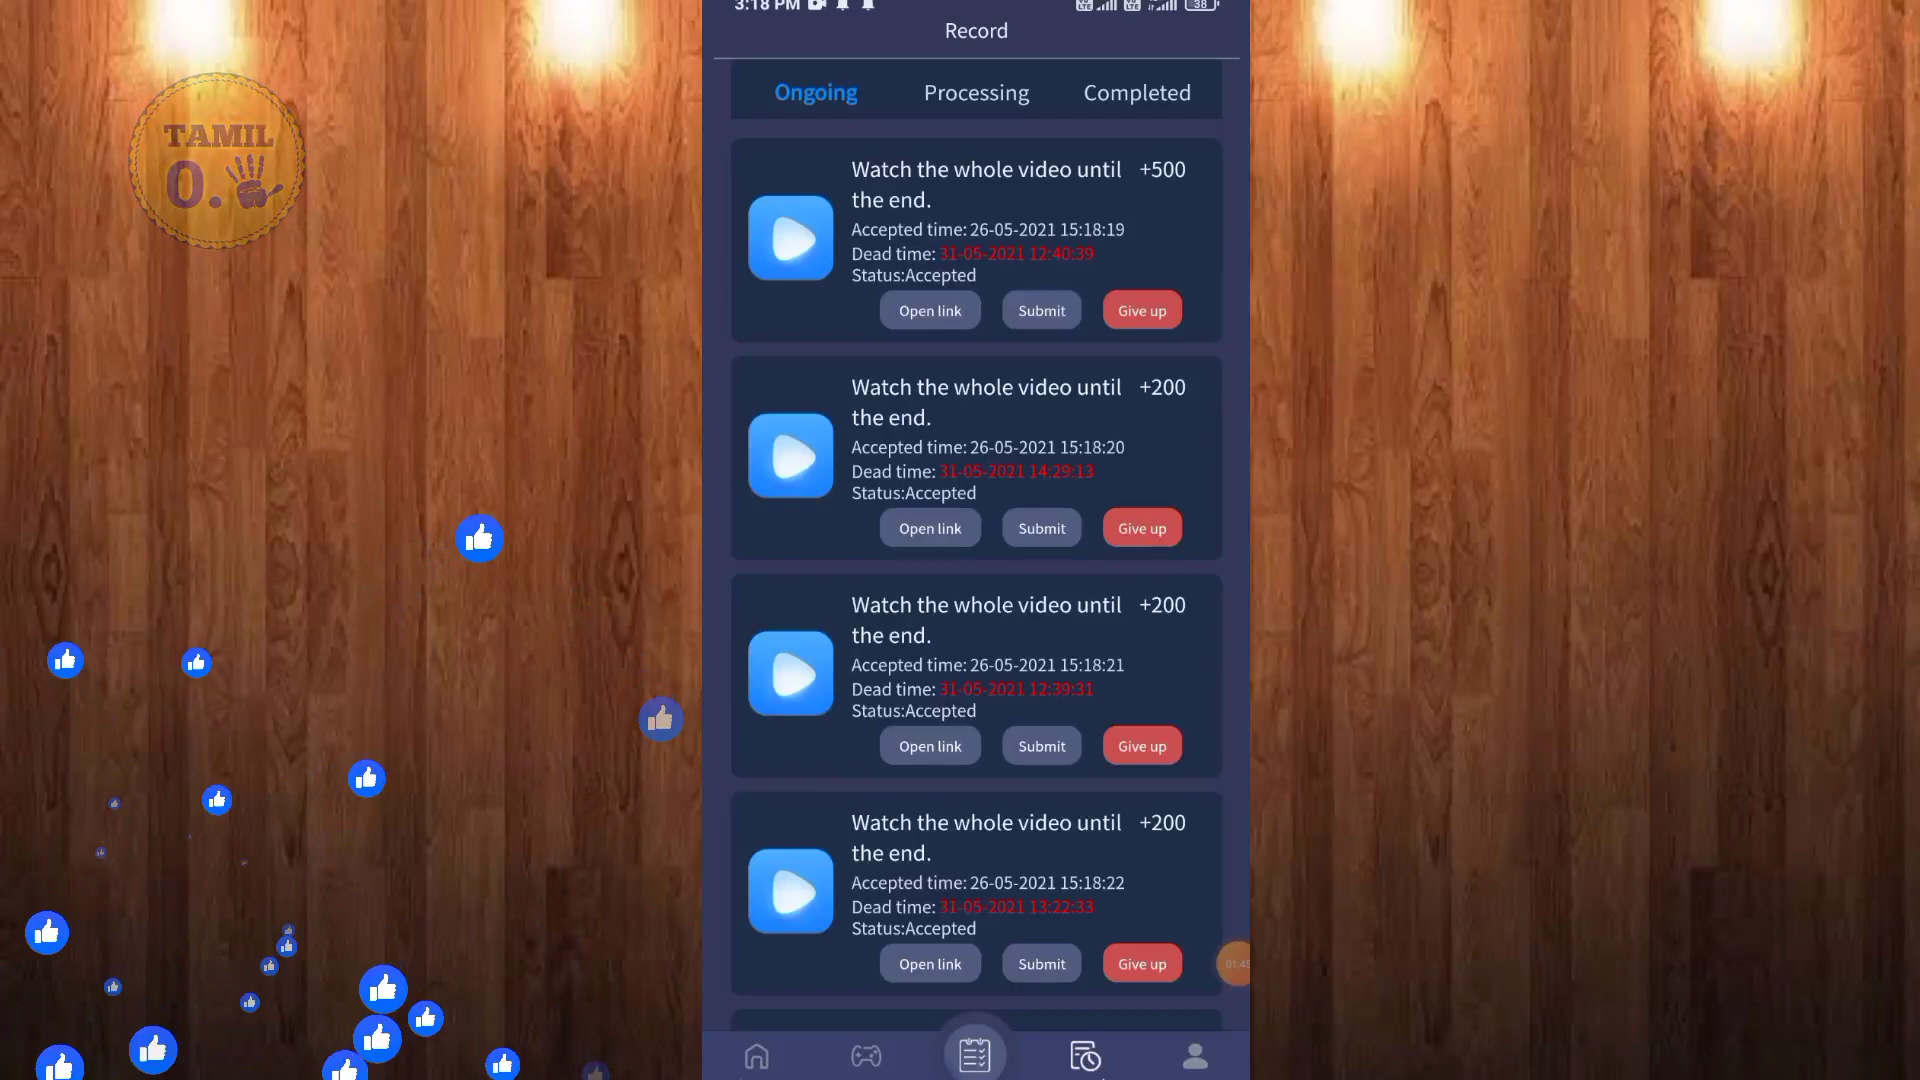 3:18 PM
38
Record
TAMIL
0.
Ongoing Processing Completed
Watch the whole video until +500
the end.
Accepted time: 26-05-2021 15:18:19
Dead time: 31-05-2021 12:40:39
Status:Accepted
Open link Submit Give up
Watch the whole video until +200
the end.
Accepted time: 26-05-2021 15:18:20
Dead time: 31-05-2021 14:29:13
Status:Accepted
Open link Submit Give up
Watch the whole video until +200
the end.
Accepted time: 26-05-2021 15:18:21
Dead time: 31-05-2021 12:39:31
Status:Accepted
Open link Submit Give up
Watch the whole video until +200
the end.
Accepted time: 26-05-2021 15:18:22
Dead time: 31-05-2021 13:22:33
Status:Accepted
Open link Submit Give up